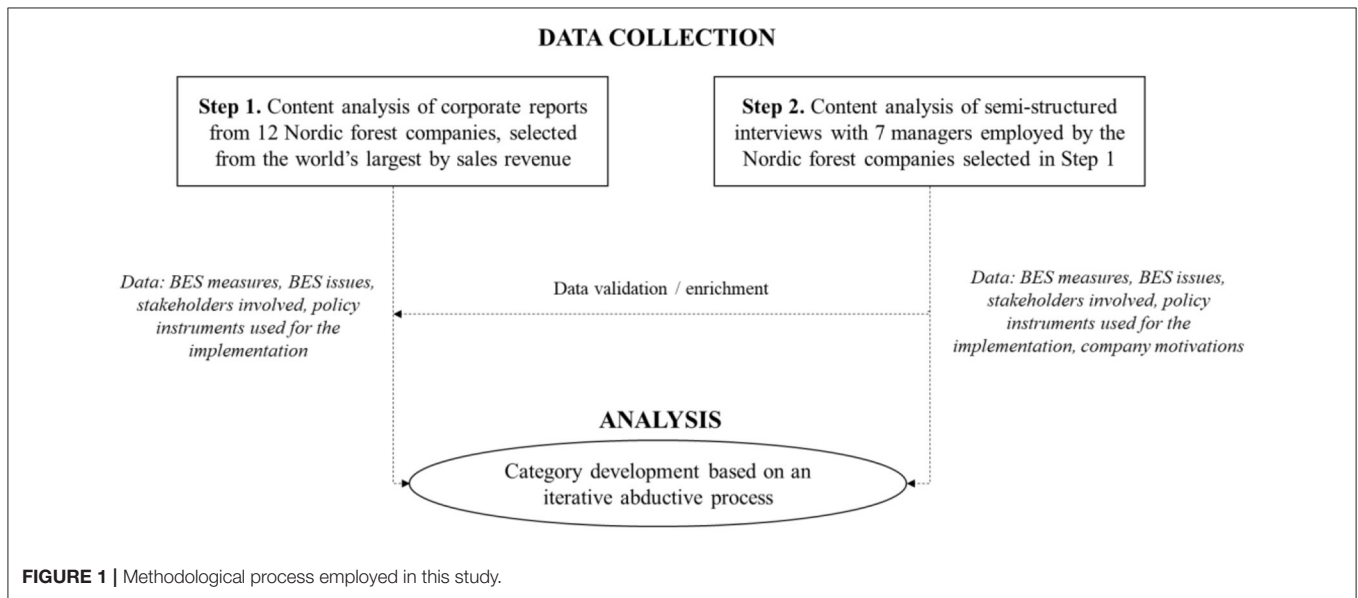 DATA COLLECTION
Step 1. Content analysis of corporate reports
from 12 Nordic forest companies, selected
from the world's largest by sales revenue
Step 2. Content analysis of semi-structured
interviews with 7 managers employed by the
Nordic forest companies selected in Step 1
Data: BES measures, BES issues,
stakeholders involved, policy
instruments used for the
implementation
Data validation / enrichment
Data: BES measures, BES issues,
stakeholders involved, policy
instruments used for the
implementation, company motivations
ANALYSIS
Category development based on an
iterative abductive process
FIGURE 1 | Methodological process employed in this study.